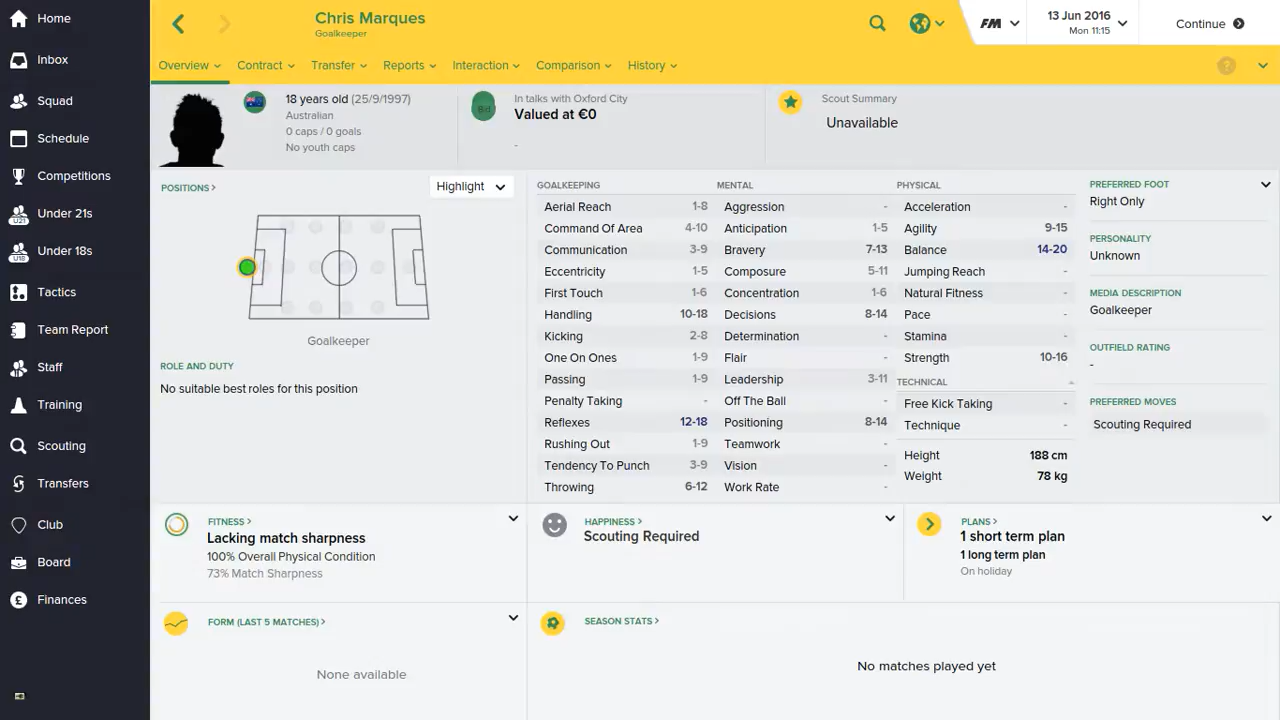 Home
Inbox
Squad
Schedule
Competitions
Under 21s
Under 18s
Tactics
Team Report
Staff
Training
Scouting
Transfers
Club
Board
Finances
Chris Marques
Goalkeeper
FM
13 Jun 2016
Mon 11:15
Continue
Overview
Contract
Transfer
Reports
Interaction
Comparison
History
?
18 years old (25/9/1997)
Australian
0 caps / 0 goals
No youth caps
Bid
In talks with Oxford City
Valued at €0
-
Scout Summary
Unavailable
POSITIONS >
Highlight
Goalkeeper
ROLE AND DUTY
No suitable best roles for this position
GOALKEEPING
Aerial Reach 1-8
Command Of Area 4-10
Communication 3-9
Eccentricity 1-5
First Touch 1-6
Handling 10-18
Kicking 2-8
One On Ones 1-9
Passing 1-9
Penalty Taking -
Reflexes 12-18
Rushing Out 1-9
Tendency To Punch 3-9
Throwing 6-12
MENTAL
Aggression -
Anticipation 1-5
Bravery 7-13
Composure 5-11
Concentration 1-6
Decisions 8-14
Determination -
Flair -
Leadership 3-11
Off The Ball -
Positioning 8-14
Teamwork -
Vision -
Work Rate -
PHYSICAL
Acceleration -
Agility 9-15
Balance 14-20
Jumping Reach -
Natural Fitness -
Pace -
Stamina -
Strength 10-16
TECHNICAL
Free Kick Taking -
Technique -
Height 188 cm
Weight 78 kg
PREFERRED FOOT
Right Only
PERSONALITY
Unknown
MEDIA DESCRIPTION
Goalkeeper
OUTFIELD RATING
-
PREFERRED MOVES
Scouting Required
FITNESS >
Lacking match sharpness
100% Overall Physical Condition
73% Match Sharpness
HAPPINESS >
Scouting Required
PLANS >
1 short term plan
1 long term plan
On holiday
FORM (LAST 5 MATCHES) >
None available
SEASON STATS >
No matches played yet